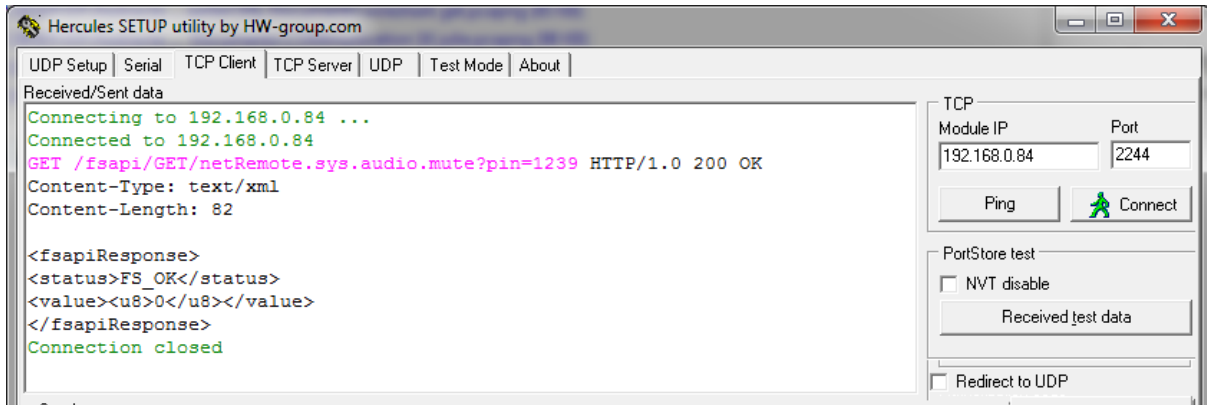 Hercules SETUP utility by HW-group.com
UDP Setup Serial TCP Client TCP Server UDP Test Mode About
Received/Sent data
Connecting to 192.168.0.84 ...
Connected to 192.168.0.84
GET /fsapi/GET/netRemote.sys.audio.mute?pin=1239 HTTP/1.0 200 OK
Content-Type: text/xml
Content-Length: 82
<fsapiResponse>
<status>FS_OK</status>
<value><u8>0</u8></value>
</fsapiResponse>
Connection closed
TCP
Module IP Port
192.168.0.84 2244
Ping Connect
PortStore test
NVT disable
Received test data
Redirect to UDP